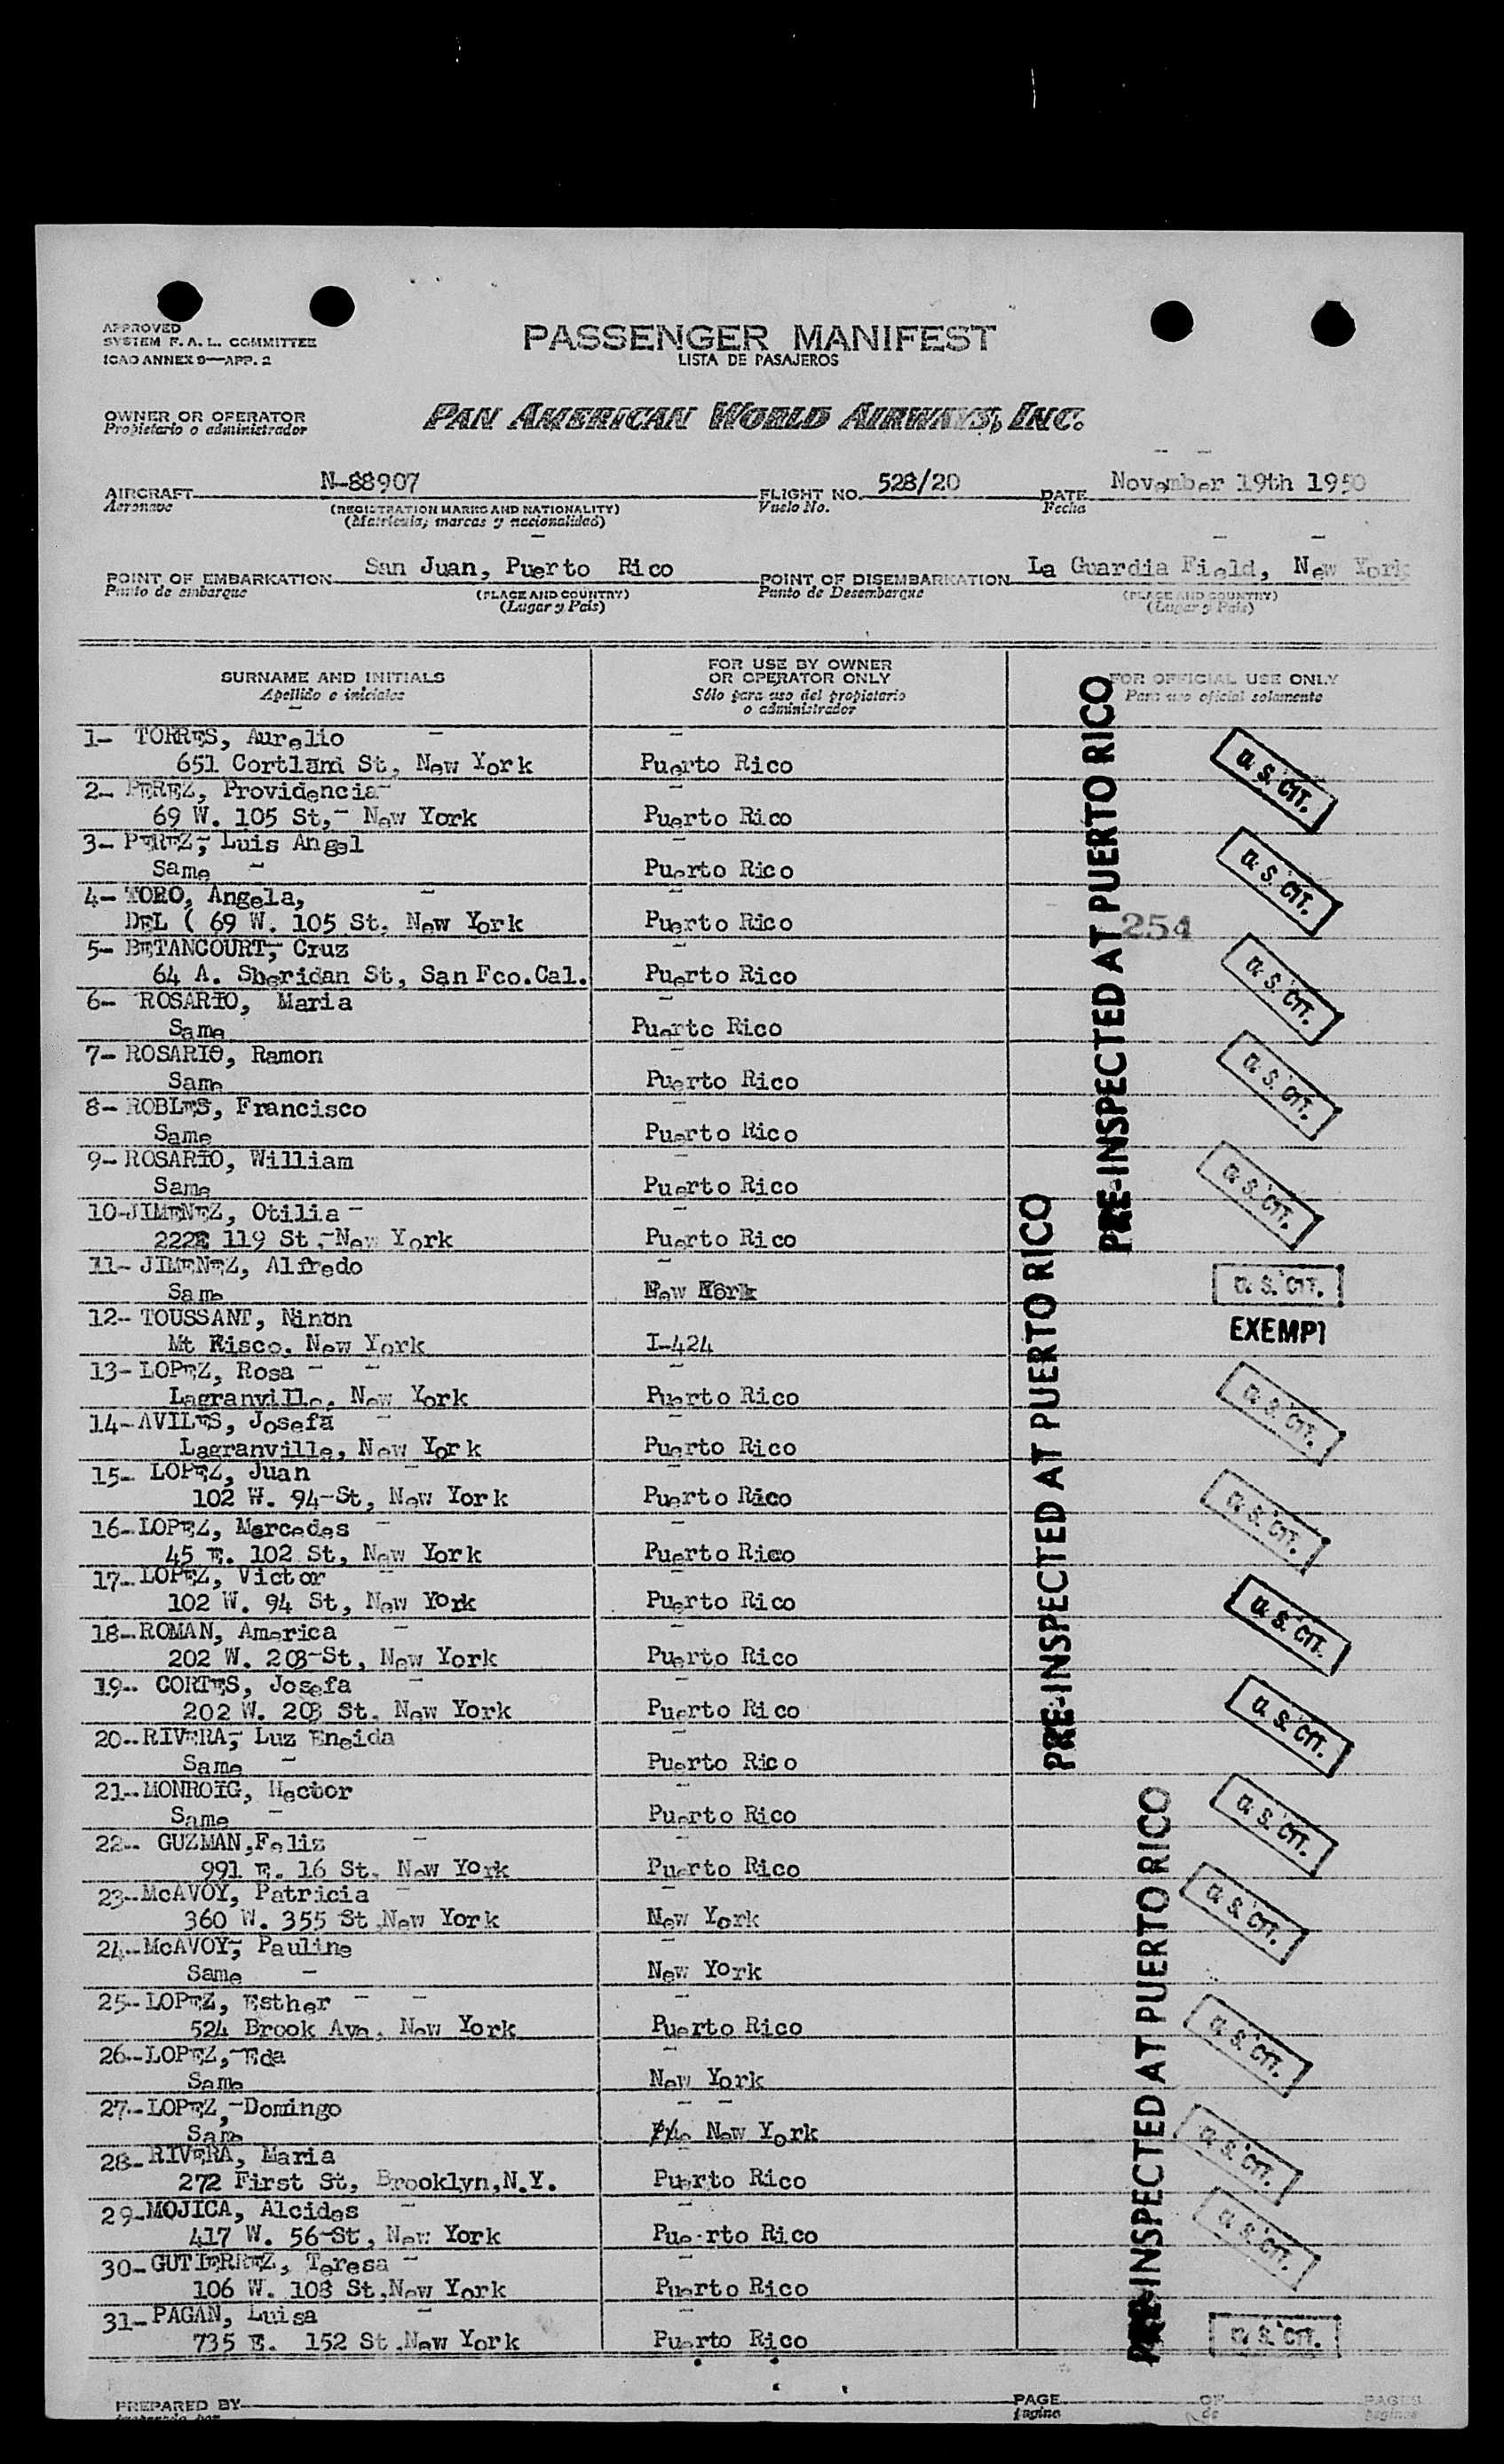 APPROVED
SYSTEM F. A. L. COMMITTEE
ICAO ANNEX 9—APP. 2
PASSENGER MANIFEST
LISTA DE PASAJEROS
OWNER OR OPERATOR
Propietario o administrador
PAN AMERICAN WORLD AIRWAYS, INC.
AIRCRAFT N-88907 FLIGHT NO. 528/20 DATE November 19th 1950
Aeronave (REGISTRATION MARKS AND NATIONALITY) Vuelo No. Fecha
(Matrícula; marcas y nacionalidad)
POINT OF EMBARKATION San Juan, Puerto Rico POINT OF DISEMBARKATION La Guardia Field, New York
Punto de embarque (PLACE AND COUNTRY) Punto de Desembarque (PLACE AND COUNTRY)
(Lugar y País) (Lugar y País)
SURNAME AND INITIALS FOR USE BY OWNER OR OPERATOR ONLY FOR OFFICIAL USE ONLY
Apellido e iniciales Sólo para uso del propietario o administrador Para uso oficial solamente
1- TORRES, Aurelio
651 Cortland St, New York Puerto Rico U. S. CIT.
2- PEREZ, Providencia
69 W. 105 St, New York Puerto Rico
3- PEREZ, Luis Angel
Same Puerto Rico U. S. CIT.
4- TORO, Angela,
DEL ( 69 W. 105 St, New York Puerto Rico 254
5- BETANCOURT, Cruz
64 A. Sheridan St, San Fco. Cal. Puerto Rico U. S. CIT.
6- ROSARIO, Maria
Same Puerto Rico
7- ROSARIO, Ramon
Same Puerto Rico U. S. CIT.
8- ROBLES, Francisco
Same Puerto Rico
9- ROSARIO, William
Same Puerto Rico U. S. CIT.
10- JIMENEZ, Otilia
222E 119 St, New York Puerto Rico
11- JIMENEZ, Alfredo
Same New York U. S. CIT.
12- TOUSSANT, Ninon
Mt Kisco, New York I-424 EXEMPT
13- LOPEZ, Rosa
Lagranville, New York Puerto Rico U. S. CIT.
14- AVILES, Josefa
Lagranville, New York Puerto Rico
15- LOPEZ, Juan
102 W. 94 St, New York Puerto Rico U. S. CIT.
16- LOPEZ, Mercedes
45 E. 102 St, New York Puerto Rico
17- LOPEZ, Victor
102 W. 94 St, New York Puerto Rico U. S. CIT.
18- ROMAN, America
202 W. 203 St, New York Puerto Rico
19- CORTES, Josefa
202 W. 203 St, New York Puerto Rico U. S. CIT.
20- RIVERA, Luz Eneida
Same Puerto Rico
21- MONROIG, Hector
Same Puerto Rico U. S. CIT.
22- GUZMAN, Feliz
991 E. 16 St, New York Puerto Rico
23- McAVOY, Patricia
360 W. 355 St, New York New York U. S. CIT.
24- McAVOY, Pauline
Same New York
25- LOPEZ, Esther
524 Brook Ave, New York Puerto Rico U. S. CIT.
26- LOPEZ, Eda
Same New York
27- LOPEZ, Domingo
Same New York U. S. CIT.
28- RIVERA, Maria
272 First St, Brooklyn, N.Y. Puerto Rico
29- MOJICA, Alcides
417 W. 56 St, New York Puerto Rico U. S. CIT.
30- GUTIERREZ, Teresa
106 W. 108 St, New York Puerto Rico
31- PAGAN, Luisa
735 E. 152 St, New York Puerto Rico U. S. CIT.
PRE-INSPECTED AT PUERTO RICO
PRE-INSPECTED AT PUERTO RICO
PRE-INSPECTED AT PUERTO RICO
PREPARED BY PAGE OF PAGES
Página de páginas